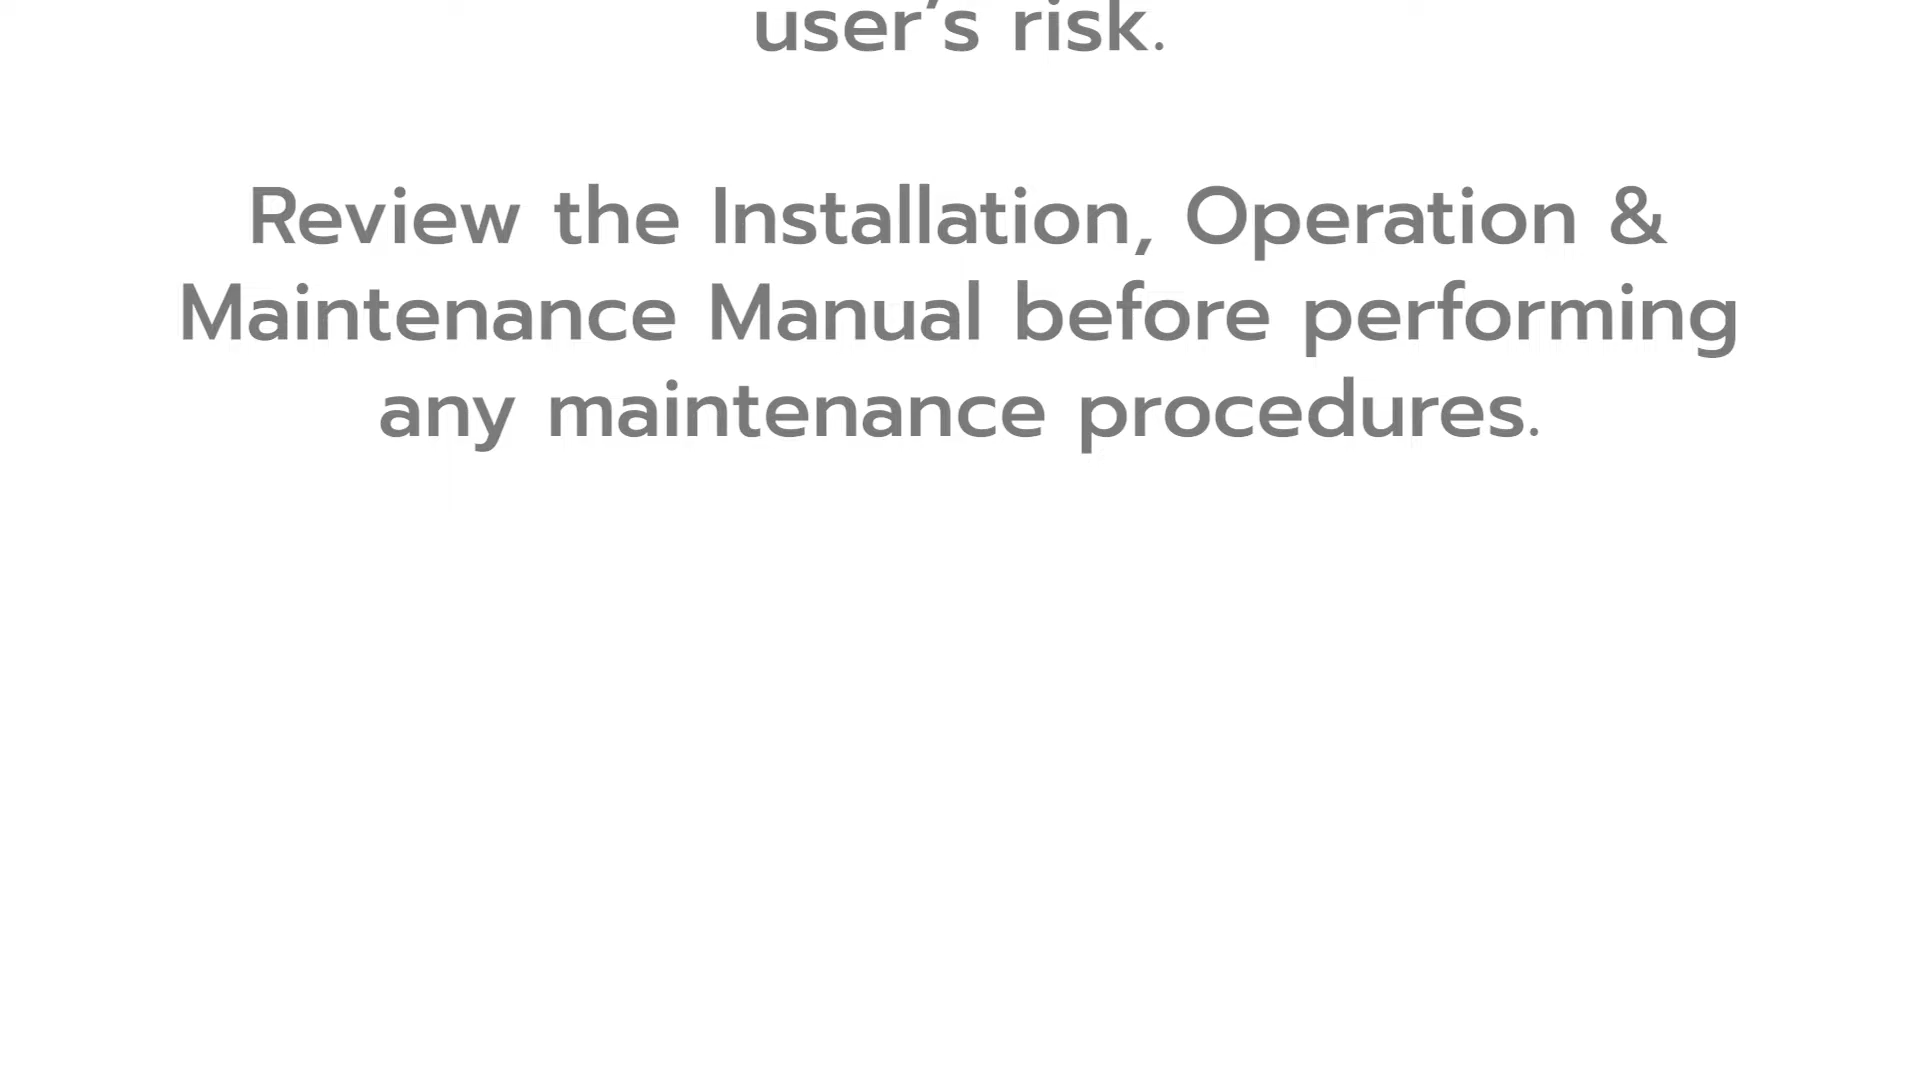 user’s risk.
Review the Installation, Operation &
Maintenance Manual before performing
any maintenance procedures.